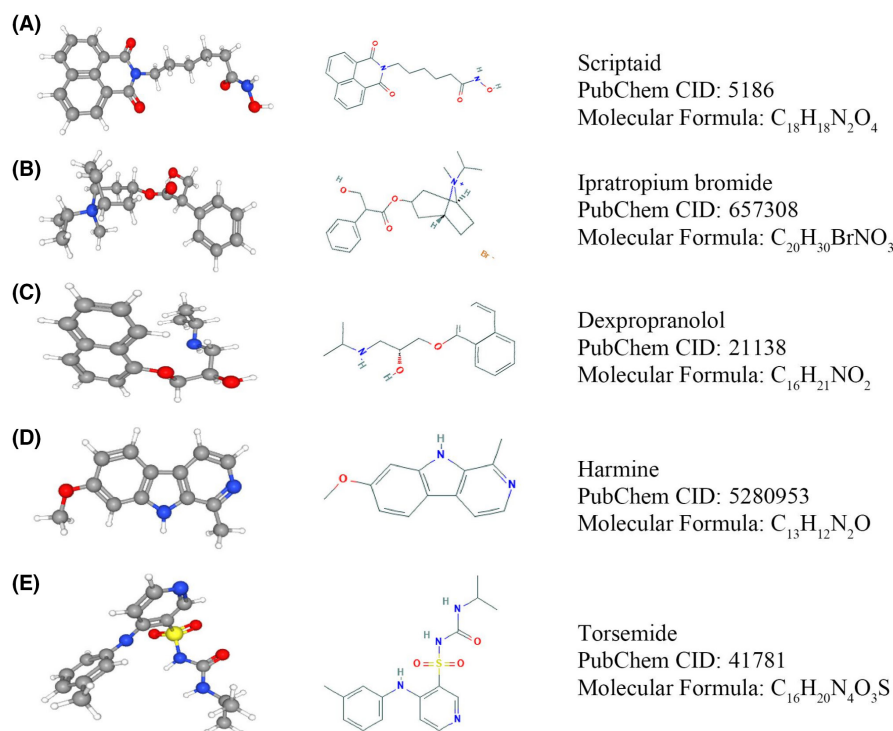 (A)
Scriptaid
PubChem CID: 5186
Molecular Formula: C₁₈H₁₈N₂O₄
(B)
Ipratropium bromide
PubChem CID: 657308
Molecular Formula: C₂₀H₃₀BrNO₃
(C)
Dexpropranolol
PubChem CID: 21138
Molecular Formula: C₁₆H₂₁NO₂
(D)
Harmine
PubChem CID: 5280953
Molecular Formula: C₁₃H₁₂N₂O
(E)
Torsemide
PubChem CID: 41781
Molecular Formula: C₁₆H₂₀N₄O₃S